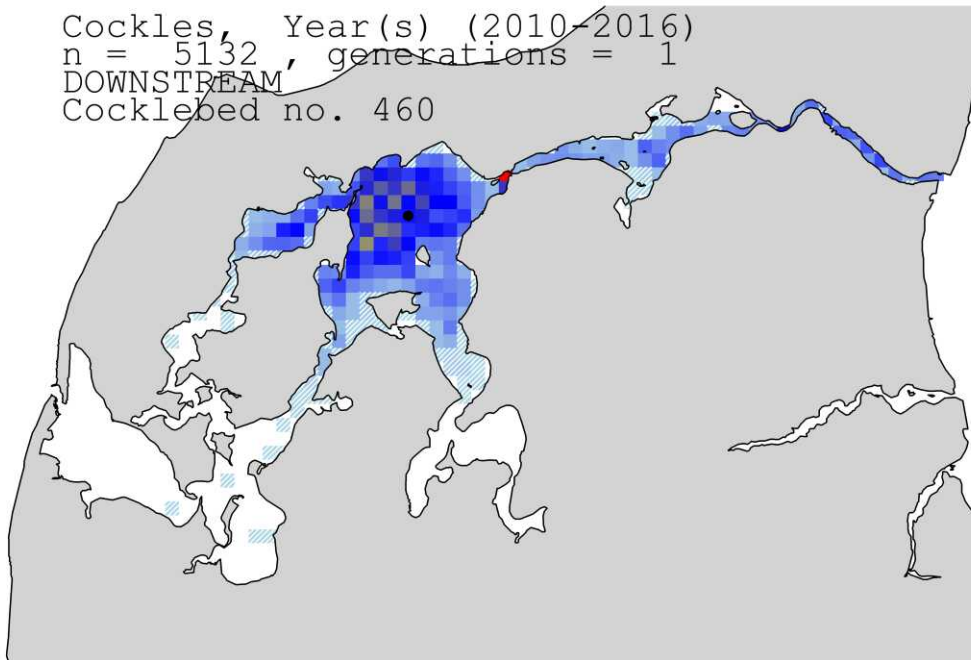 Cockles, Year(s) (2010-2016)
n = 5132 , generations = 1
DOWNSTREAM
Cocklebed no. 460